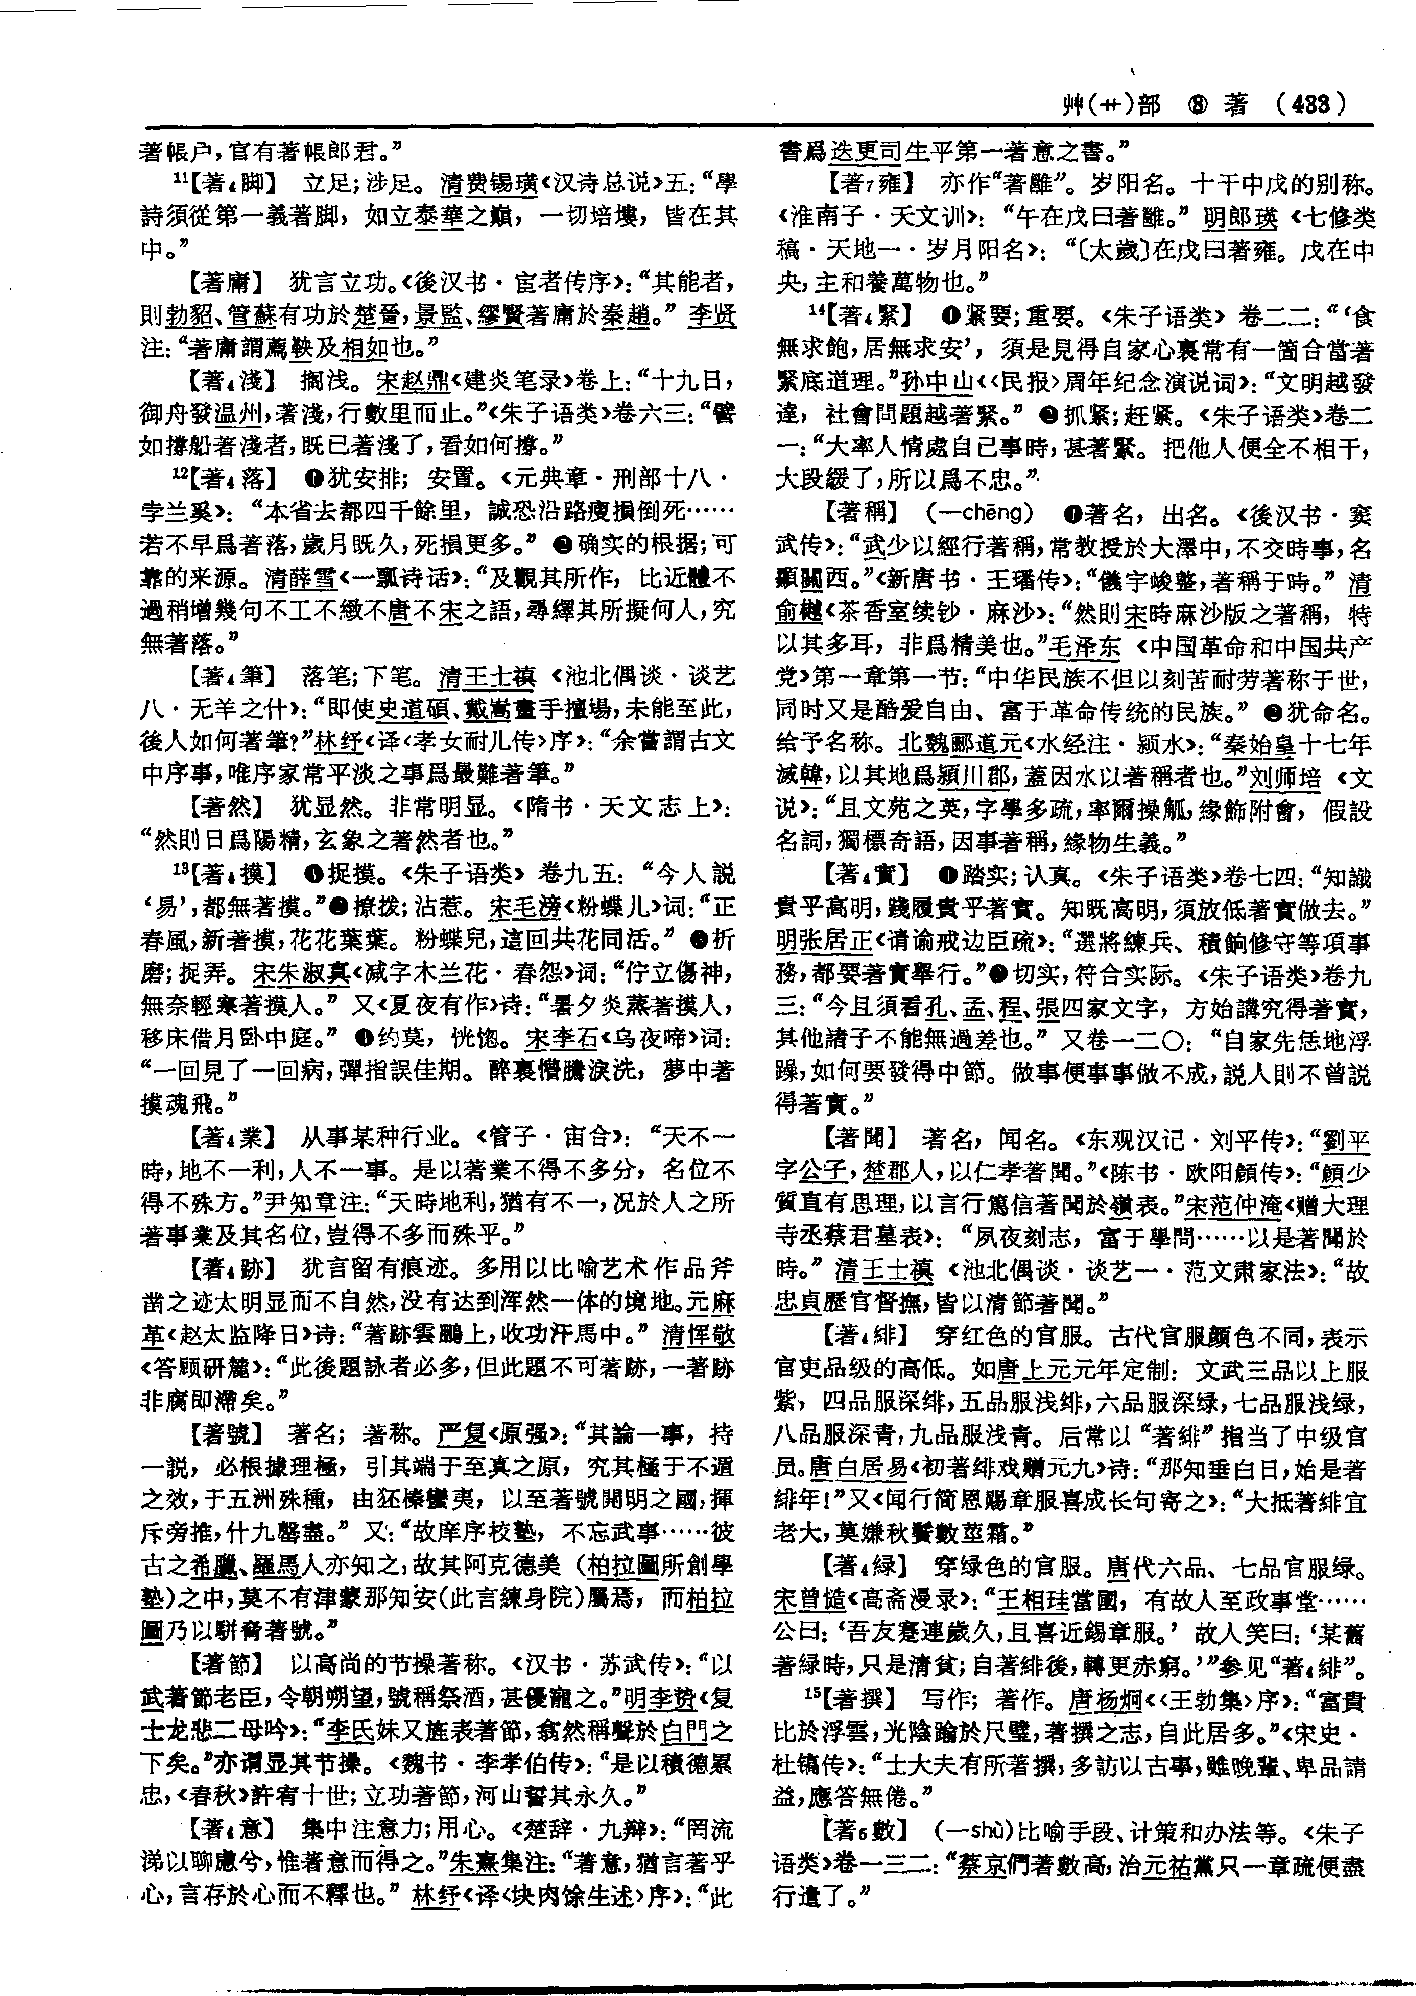 艸(艹)部 ⑧ 著 (433)
著帳户，官有著帳郎君。”
¹¹【著₄脚】 立足；涉足。清费锡璜《汉诗总说》五：“學
詩須從第一義著脚，如立泰華之巔，一切培塿，皆在其
中。”
【著庸】 犹言立功。《後汉书·宦者传序》：“其能者，
則勃貂、管蘇有功於楚晉，景監、繆賢著庸於秦趙。”李贤
注：“著庸謂薦鞅及相如也。”
【著₄淺】 搁浅。宋赵鼎《建炎笔录》卷上：“十九日，
御舟發温州，著淺，行數里而止。”《朱子语类》卷六三：“譬
如撐船著淺者，既已著淺了，看如何撐。”
¹²【著₄落】 ❶犹安排；安置。《元典章·刑部十八·
孛兰奚》：“本省去都四千餘里，誠恐沿路瘦損倒死……
若不早爲著落，歲月既久，死損更多。”❷确实的根据；可
靠的来源。清薛雪《一瓢诗话》：“及觀其所作，比近體不
過稍增幾句不工不緻不唐不宋之語，尋繹其所擬何人，究
無著落。”
【著₄筆】 落笔；下笔。清王士禛《池北偶谈·谈艺
八·无羊之什》：“即使史道碩、戴嵩畫手擅場，未能至此，
後人如何著筆？”林纾《译〈孝女耐儿传〉序》：“余嘗謂古文
中序事，唯序家常平淡之事爲最難著筆。”
【著然】 犹显然。非常明显。《隋书·天文志上》：
“然則日爲陽精，玄象之著然者也。”
¹³【著₄摸】 ❶捉摸。《朱子语类》卷九五：“今人説
‘易’，都無著摸。”❷撩拨；沾惹。宋毛滂《粉蝶儿》词：“正
春風，新著摸，花花葉葉。粉蝶兒，這回共花同活。”❸折
磨；捉弄。宋朱淑真《减字木兰花·春怨》词：“佇立傷神，
無奈輕寒著摸人。”又《夏夜有作》诗：“暑夕炎蒸著摸人，
移床借月卧中庭。”❹约莫，恍惚。宋李石《乌夜啼》词：
“一回見了一回病，彈指誤佳期。醉裏懵騰淚洗，夢中著
摸魂飛。”
【著₄業】 从事某种行业。《管子·宙合》：“天不一
時，地不一利，人不一事。是以著業不得不多分，名位不
得不殊方。”尹知章注：“天時地利，猶有不一，况於人之所
著事業及其名位，豈得不多而殊乎。”
【著₄跡】 犹言留有痕迹。多用以比喻艺术作品斧
凿之迹太明显而不自然，没有达到浑然一体的境地。元麻
革《赵太监降日》诗：“著跡雲鵬上，收功汗馬中。”清恽敬
《答顾研麓》：“此後題詠者必多，但此題不可著跡，一著跡
非腐即滯矣。”
【著號】 著名；著称。严复《原强》：“其論一事，持
一説，必根據理極，引其端于至真之原，究其極于不遁
之效，于五洲殊種，由狉榛蠻夷，以至著號開明之國，揮
斥旁推，什九罄盡。”又：“故庠序校塾，不忘武事……彼
古之希臘、羅馬人亦知之，故其阿克德美（柏拉圖所創學
塾）之中，莫不有津蒙那知安（此言練身院）屬焉，而柏拉
圖乃以駢脅著號。”
【著節】 以高尚的节操著称。《汉书·苏武传》：“以
武著節老臣，令朝朔望，號稱祭酒，甚優寵之。”明李贽《复
士龙悲二母吟》：“李氏妹又旌表著節，翕然稱聲於白門之
下矣。”亦谓显其节操。《魏书·李孝伯传》：“是以積德累
忠，《春秋》許宥十世；立功著節，河山誓其永久。”
【著₄意】 集中注意力；用心。《楚辞·九辩》：“罔流
涕以聊慮兮，惟著意而得之。”朱熹集注：“著意，猶言著乎
心，言存於心而不釋也。”林纾《译〈块肉馀生述〉序》：“此
書爲迭更司生平第一著意之書。”
【著₇雍】 亦作“著雝”。岁阳名。十干中戊的别称。
《淮南子·天文训》：“午在戊曰著雝。”明郎瑛《七修类
稿·天地一·岁月阳名》：“〔太歲〕在戊曰著雍。戊在中
央，主和養萬物也。”
¹⁴【著₄緊】 ❶紧要；重要。《朱子语类》卷二二：“‘食
無求飽，居無求安’，須是見得自家心裏常有一箇合當著
緊底道理。”孙中山《〈民报〉周年纪念演说词》：“文明越發
達，社會問題越著緊。”❷抓紧；赶紧。《朱子语类》卷二
一：“大率人情處自己事時，甚著緊。把他人便全不相干，
大段緩了，所以爲不忠。”
【著稱】 （—chēng） ❶著名，出名。《後汉书·窦
武传》：“武少以經行著稱，常教授於大澤中，不交時事，名
顯關西。”《新唐书·王璠传》：“儀宇峻整，著稱于時。”清
俞樾《茶香室续钞·麻沙》：“然則宋時麻沙版之著稱，特
以其多耳，非爲精美也。”毛泽东《中国革命和中国共产
党》第一章第一节：“中华民族不但以刻苦耐劳著称于世，
同时又是酷爱自由、富于革命传统的民族。”❷犹命名。
给予名称。北魏郦道元《水经注·颍水》：“秦始皇十七年
滅韓，以其地爲潁川郡，蓋因水以著稱者也。”刘师培《文
说》：“且文苑之英，字學多疏，率爾操觚，緣飾附會，假設
名詞，獨標奇語，因事著稱，緣物生義。”
【著₄實】 ❶踏实；认真。《朱子语类》卷七四：“知識
貴乎高明，踐履貴乎著實。知既高明，須放低著實做去。”
明张居正《请谕戒边臣疏》：“選將練兵、積餉修守等項事
務，都要著實舉行。”❷切实，符合实际。《朱子语类》卷九
三：“今且須看孔、孟、程、張四家文字，方始講究得著實，
其他諸子不能無過差也。”又卷一二〇：“自家先恁地浮
躁，如何要發得中節。做事便事事做不成，説人則不曾説
得著實。”
【著聞】 著名，闻名。《东观汉记·刘平传》：“劉平
字公子，楚郡人，以仁孝著聞。”《陈书·欧阳頠传》：“頠少
質直有思理，以言行篤信著聞於嶺表。”宋范仲淹《赠大理
寺丞蔡君墓表》：“夙夜刻志，富于學問……以是著聞於
時。”清王士禛《池北偶谈·谈艺一·范文肃家法》：“故
忠貞歷官督撫，皆以清節著聞。”
【著₄緋】 穿红色的官服。古代官服颜色不同，表示
官吏品级的高低。如唐上元元年定制：文武三品以上服
紫，四品服深绯，五品服浅绯，六品服深绿，七品服浅绿，
八品服深青，九品服浅青。后常以“著緋”指当了中级官
员。唐白居易《初著绯戏赠元九》诗：“那知垂白日，始是著
緋年！”又《闻行简恩赐章服喜成长句寄之》：“大抵著緋宜
老大，莫嫌秋鬢數莖霜。”
【著₄緑】 穿绿色的官服。唐代六品、七品官服绿。
宋曾慥《高斋漫录》：“王相珪當國，有故人至政事堂……
公曰：‘吾友蹇連歲久，且喜近錫章服。’故人笑曰：‘某舊
著緑時，只是清貧；自著緋後，轉更赤窮。’”参见“著₄緋”。
¹⁵【著撰】 写作；著作。唐杨炯《〈王勃集〉序》：“富貴
比於浮雲，光陰踰於尺璧，著撰之志，自此居多。”《宋史·
杜镐传》：“士大夫有所著撰，多訪以古事，雖晚輩、卑品請
益，應答無倦。”
【著₆數】 （—shù）比喻手段、计策和办法等。《朱子
语类》卷一三二：“蔡京們著數高，治元祐黨只一章疏便盡
行遣了。”